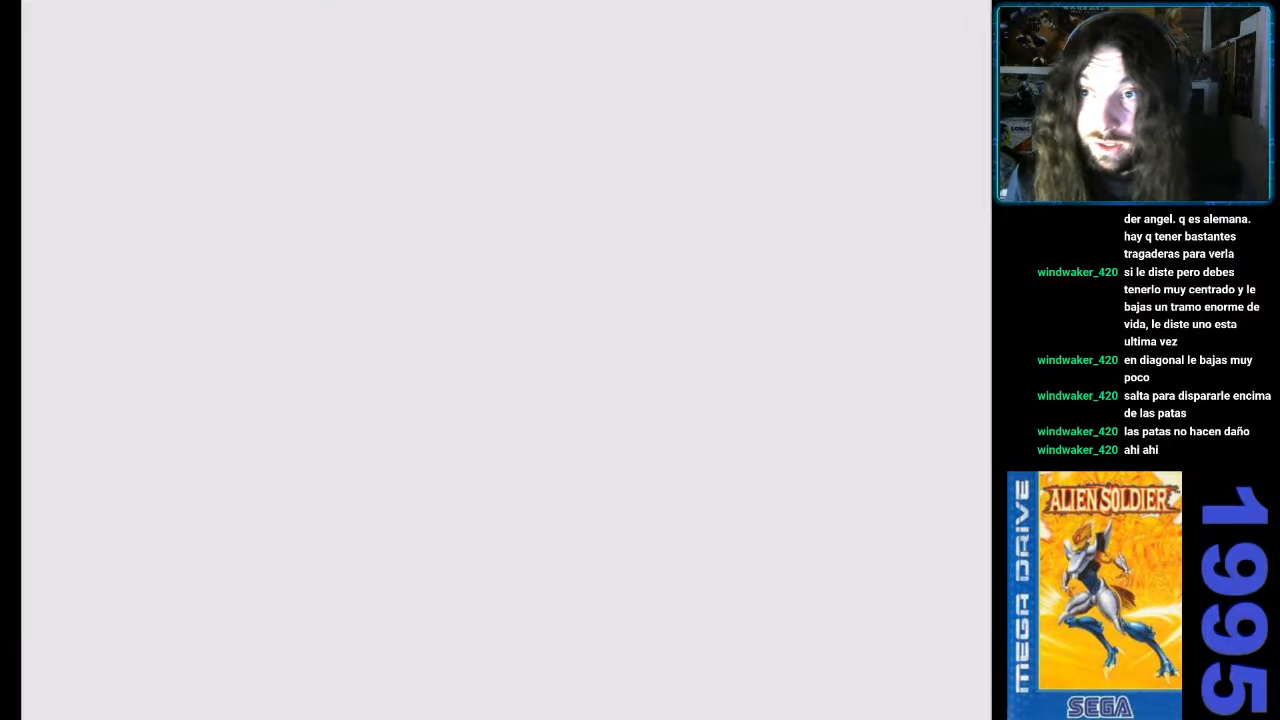 SONIC
der angel. q es alemana.
hay q tener bastantes
tragaderas para verla
windwaker_420 si le diste pero debes
tenerlo muy centrado y le
bajas un tramo enorme de
vida, le diste uno esta
ultima vez
windwaker_420 en diagonal le bajas muy
poco
windwaker_420 salta para dispararle encima
de las patas
windwaker_420 las patas no hacen daño
windwaker_420 ahi ahi
MEGA DRIVE
ALIEN SOLDIER
SEGA
1995